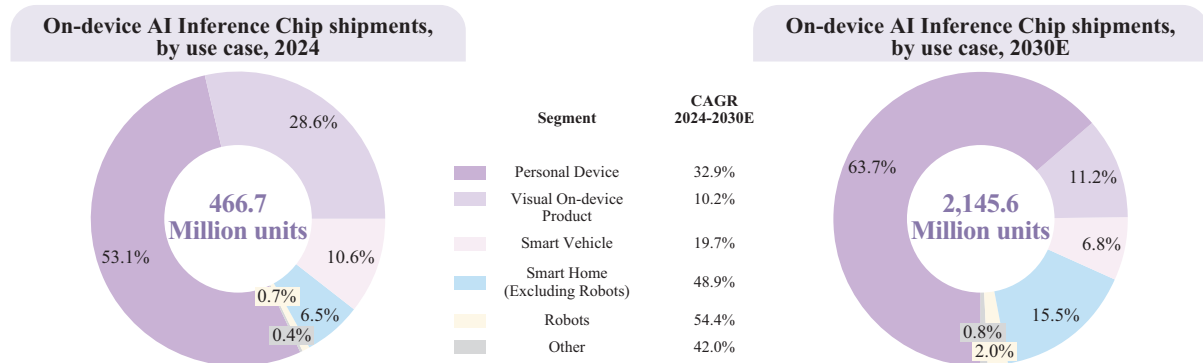 On-device AI Inference Chip shipments,
by use case, 2024
28.6%
10.6%
6.5%
0.7%
0.4%
53.1%
466.7
Million units
Segment
CAGR
2024-2030E
Personal Device
32.9%
Visual On-device
Product
10.2%
Smart Vehicle
19.7%
Smart Home
(Excluding Robots)
48.9%
Robots
54.4%
Other
42.0%
On-device AI Inference Chip shipments,
by use case, 2030E
63.7%
11.2%
6.8%
15.5%
0.8%
2.0%
2,145.6
Million units